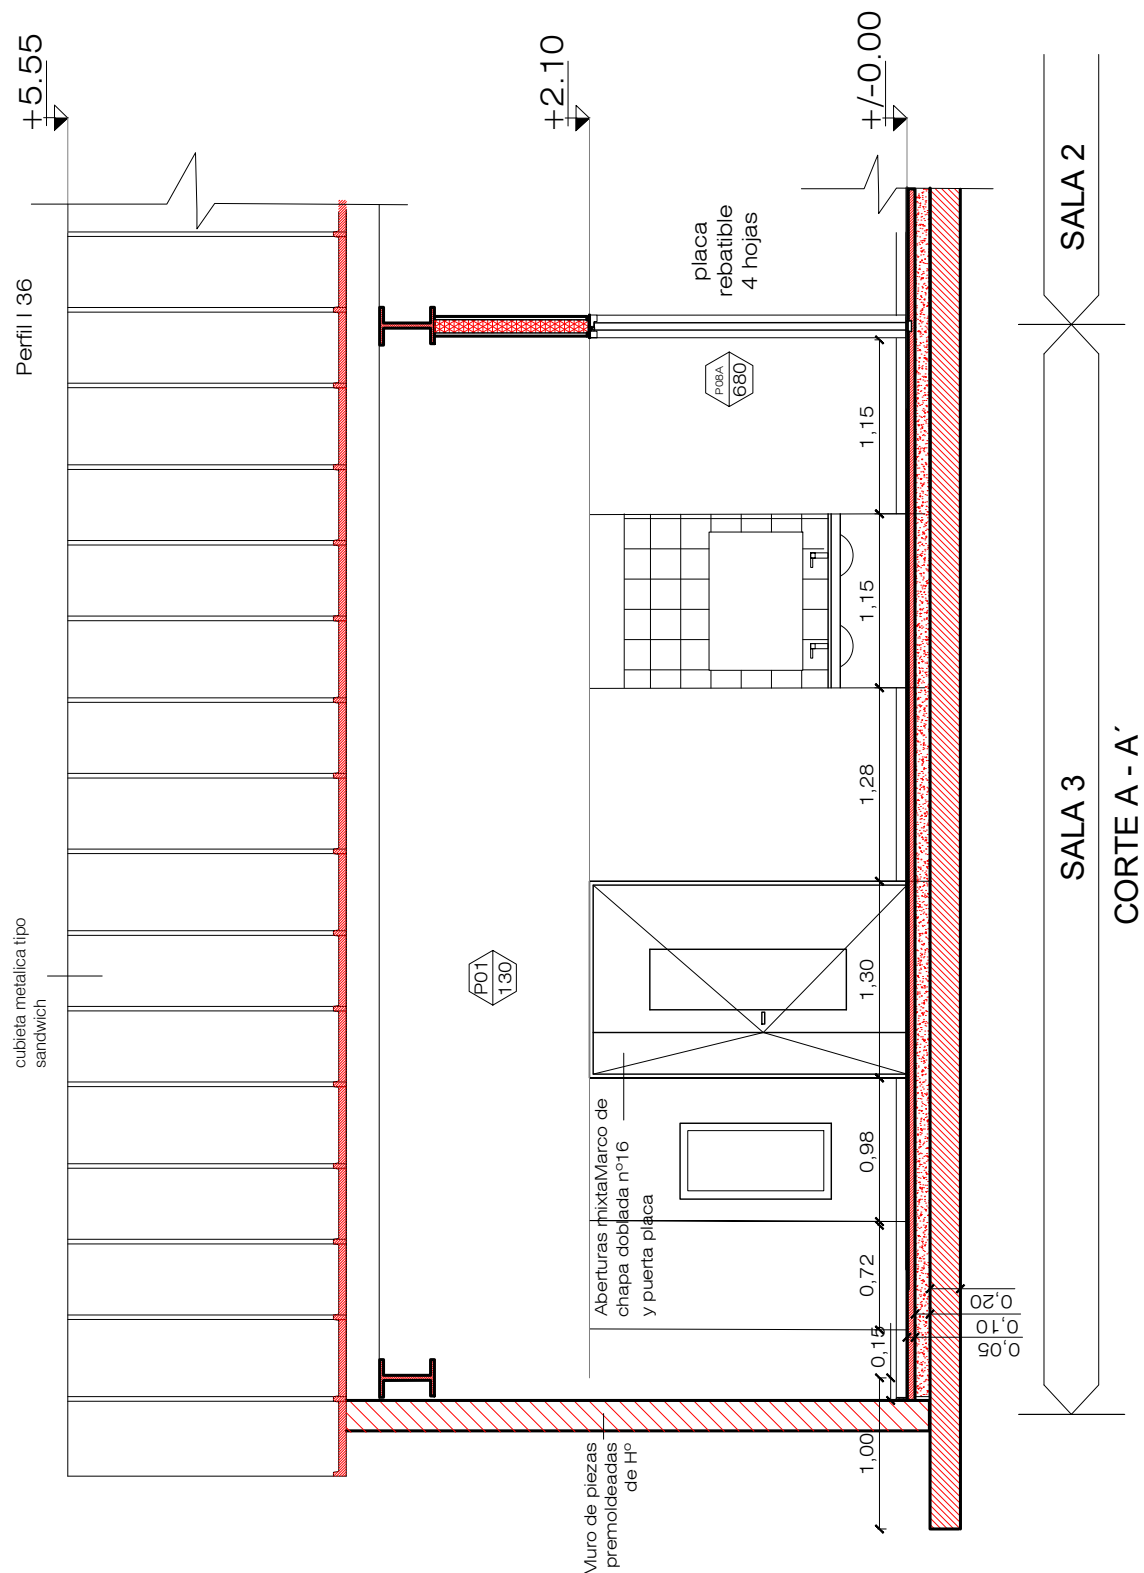 +5.55
+2.10
+/-0.00
Perfil I 36
cubieta metalica tipo
sandwich
placa
rebatible
4 hojas
P08A
680
P01
130
Aberturas mixtaMarco de
chapa doblada nº16
y puerta placa
Muro de piezas
premoldeadas
de Hº
1,00
0,15
0,72
0,98
1,30
1,28
1,15
1,15
0,05
0,10
0,20
SALA 3
SALA 2
CORTE A - A´